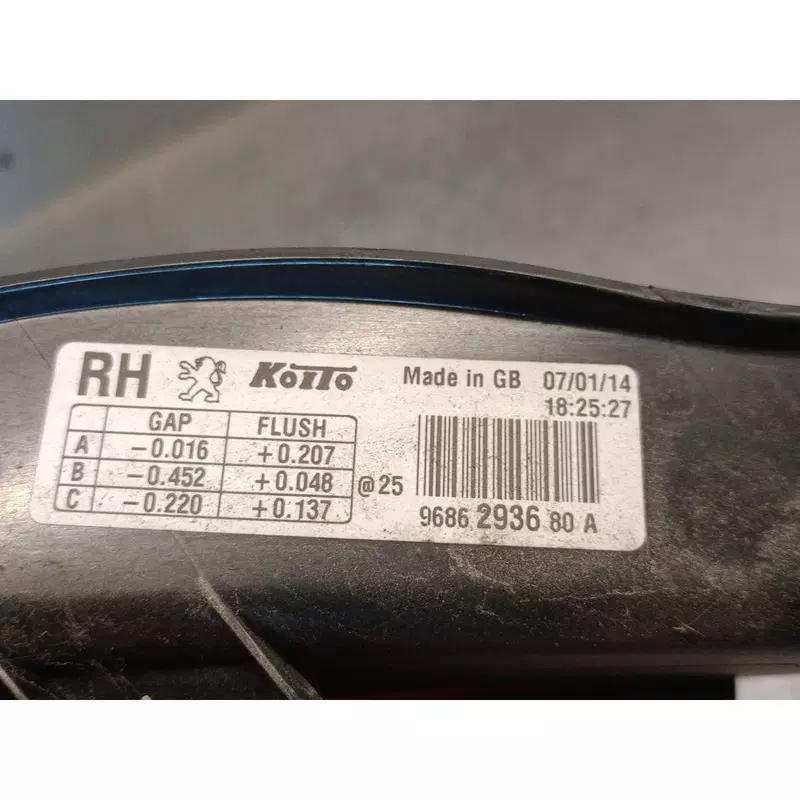 RH KOITO Made in GB 07/01/14
18:25:27
GAP FLUSH
A -0.016 +0.207
B -0.452 +0.048
C -0.220 +0.137
@25
9686 2936 80 A